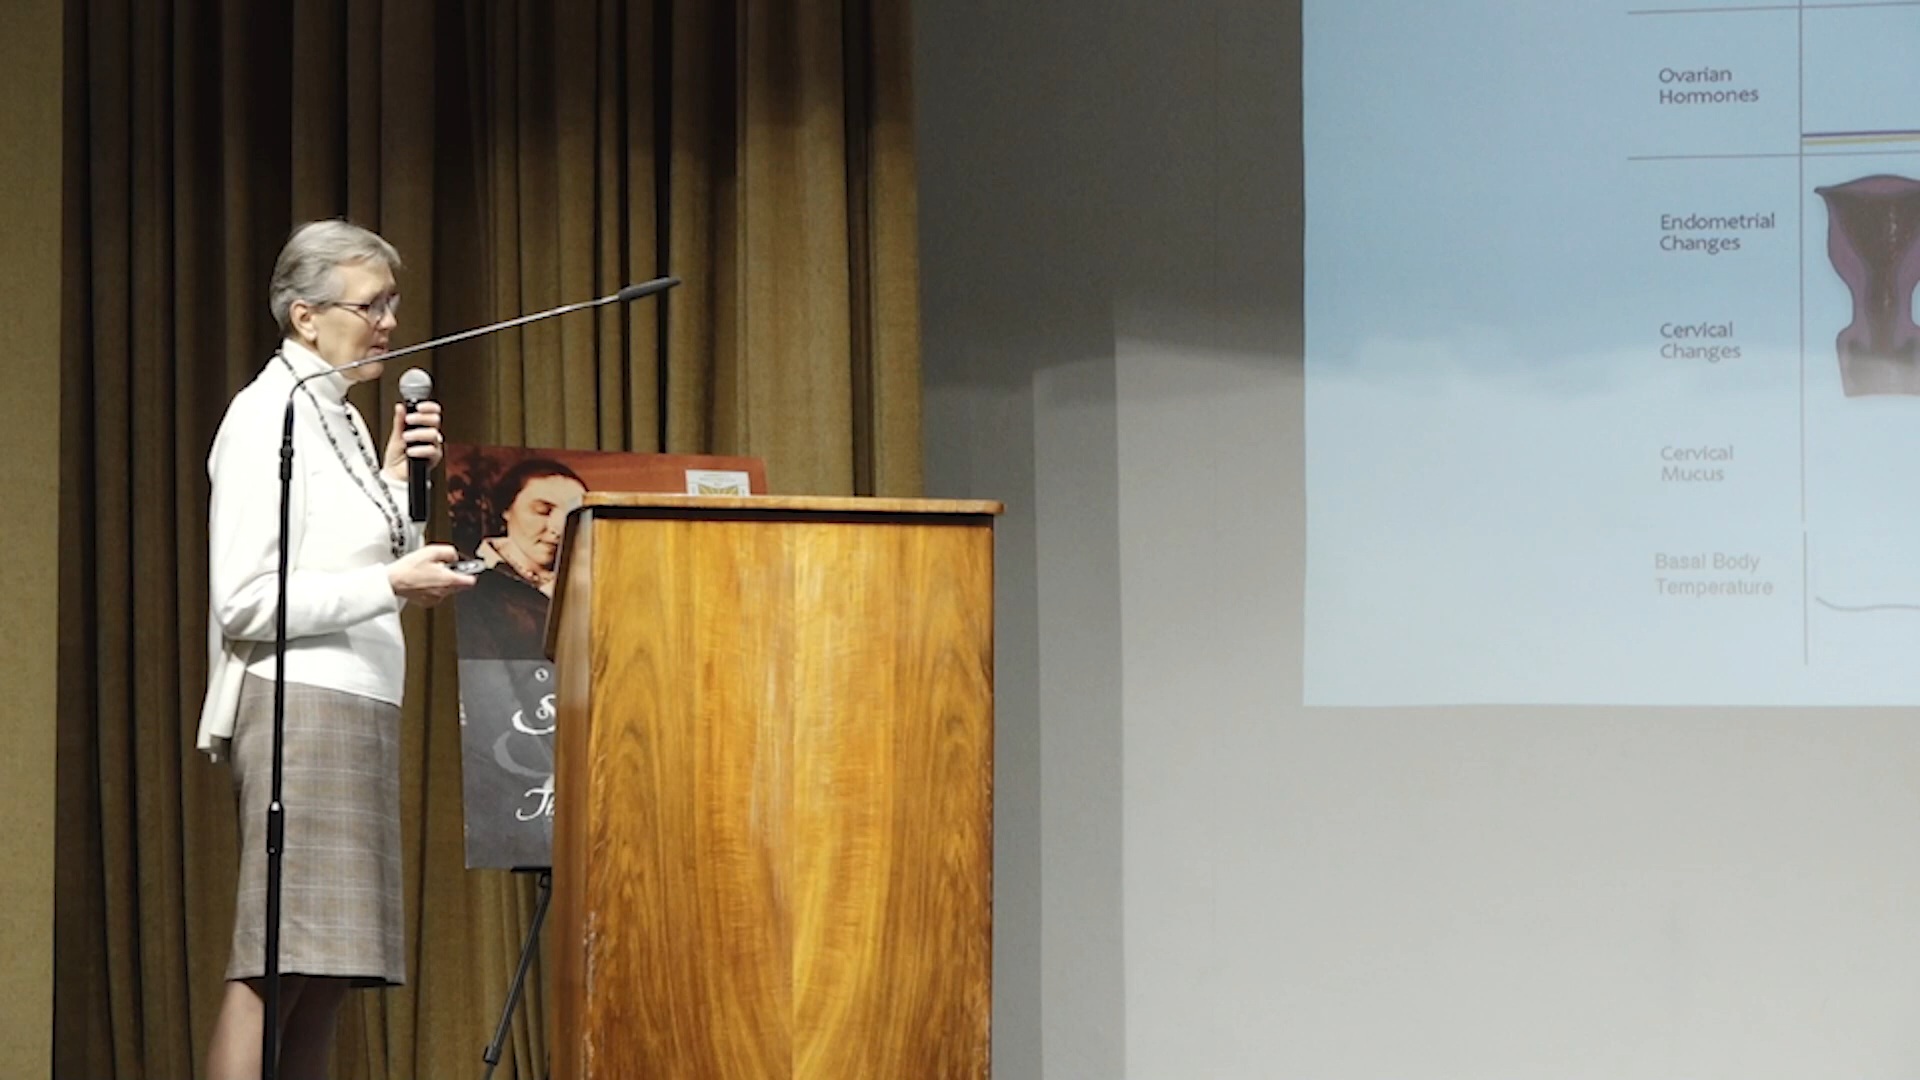 Ovarian
Hormones
Endometrial
Changes
Cervical
Changes
Cervical
Mucus
Basal Body
Temperature